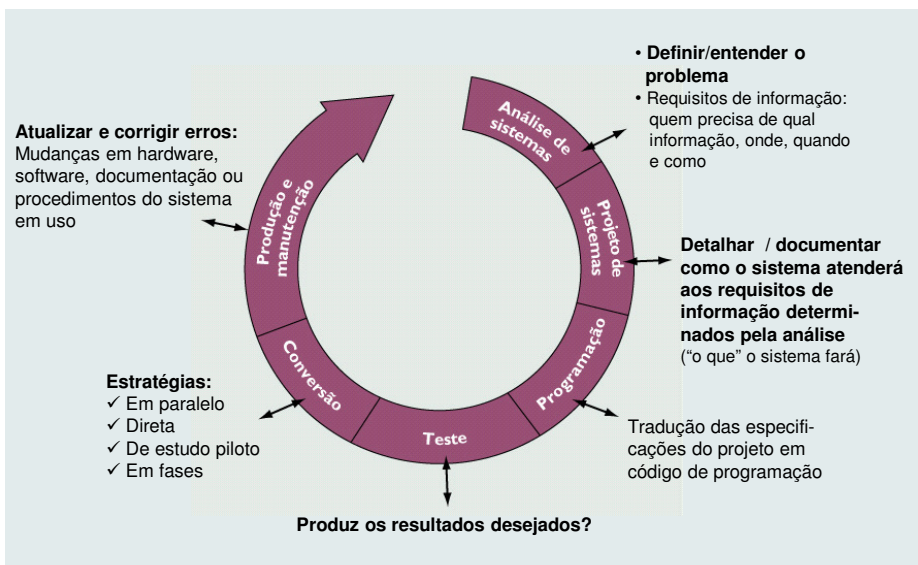 • Definir/entender o
problema
• Requisitos de informação:
quem precisa de qual
informação, onde, quando
e como
Análise de
sistemas
Projeto de
sistemas
Detalhar / documentar
como o sistema atenderá
aos requisitos de
informação determi-
nados pela análise
(“o que” o sistema fará)
Programação
Tradução das especifi-
cações do projeto em
código de programação
Teste
Produz os resultados desejados?
Conversão
Estratégias:
✓ Em paralelo
✓ Direta
✓ De estudo piloto
✓ Em fases
Produção e
manutenção
Atualizar e corrigir erros:
Mudanças em hardware,
software, documentação ou
procedimentos do sistema
em uso